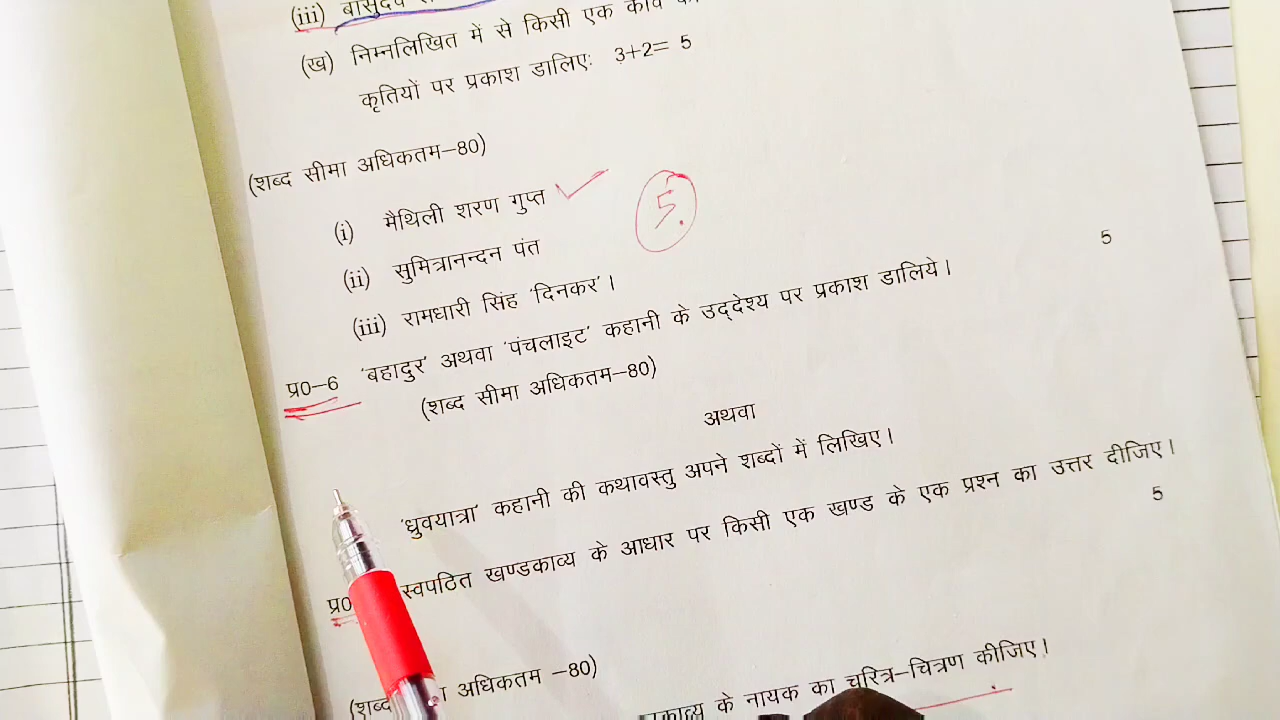 (iii) बासुदेव
(ख) निम्नलिखित में से किसी एक कवि
कृतियों पर प्रकाश डालिएः 3+2= 5
(शब्द सीमा अधिकतम–80)
(i) मैथिली शरण गुप्त
5.
(ii) सुमित्रानन्दन पंत
(iii) रामधारी सिंह 'दिनकर'।
5
प्र0–6 'बहादुर' अथवा 'पंचलाइट' कहानी के उद्देश्य पर प्रकाश डालिये।
(शब्द सीमा अधिकतम–80)
अथवा
'ध्रुवयात्रा' कहानी की कथावस्तु अपने शब्दों में लिखिए।
प्र0 स्वपठित खण्डकाव्य के आधार पर किसी एक खण्ड के एक प्रश्न का उत्तर दीजिए।
5
(शब्द अधिकतम –80)
के नायक का चरित्र–चित्रण कीजिए।